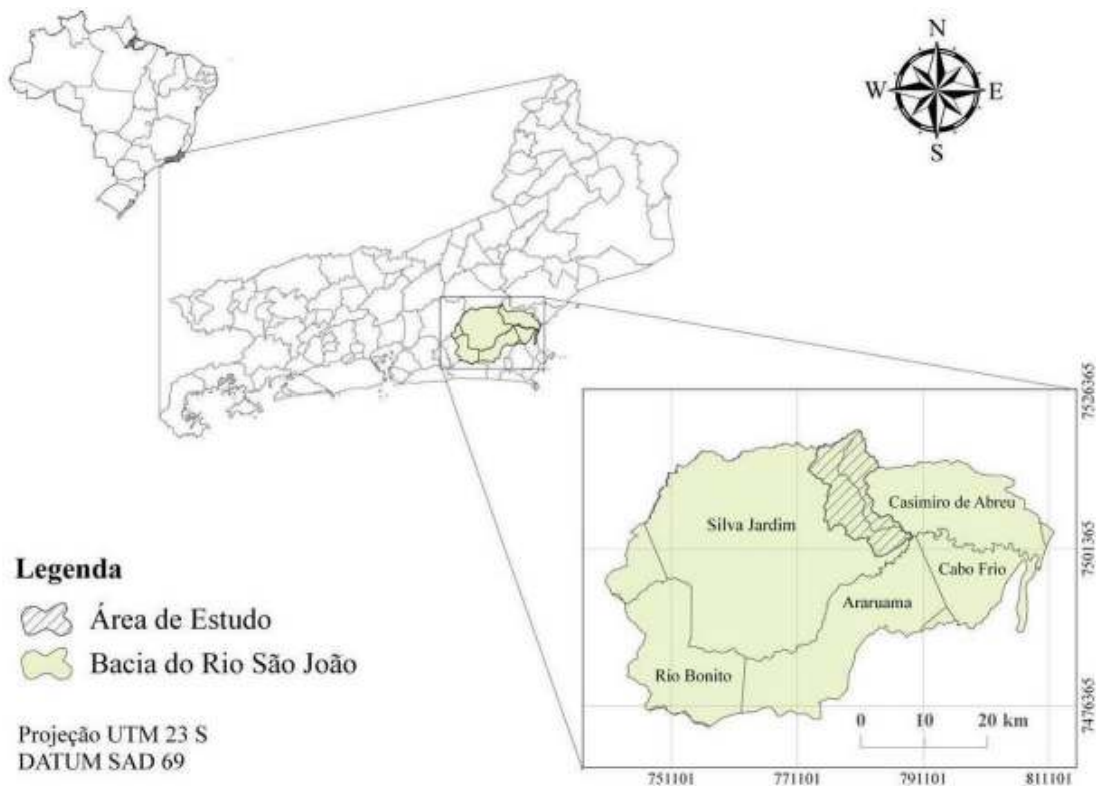 N
W E
S
7526365
Casimiro de Abreu
Silva Jardim
7501365
Cabo Frio
Araruama
Rio Bonito
7476365
0 10 20 km
751101 771101 791101 811101
Legenda
Área de Estudo
Bacia do Rio São João
Projeção UTM 23 S
DATUM SAD 69